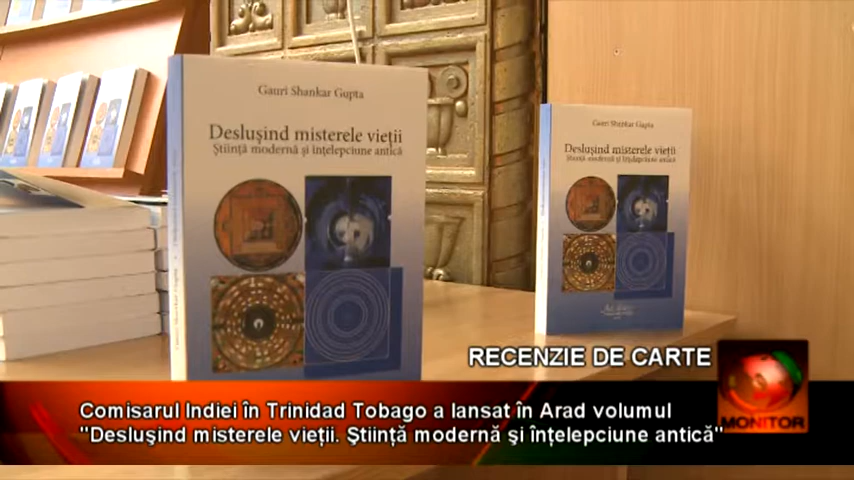 Gauri Shankar Gupta
Desluşind misterele vieţii
Ştiinţă modernă şi înţelepciune antică
Gauri Shankar Gupta
Desluşind misterele vieţii
Ştiinţă modernă şi înţelepciune antică
RECENZIE DE CARTE
MONITOR
Comisarul Indiei în Trinidad Tobago a lansat în Arad volumul
"Desluşind misterele vieţii. Ştiinţă modernă şi înţelepciune antică"